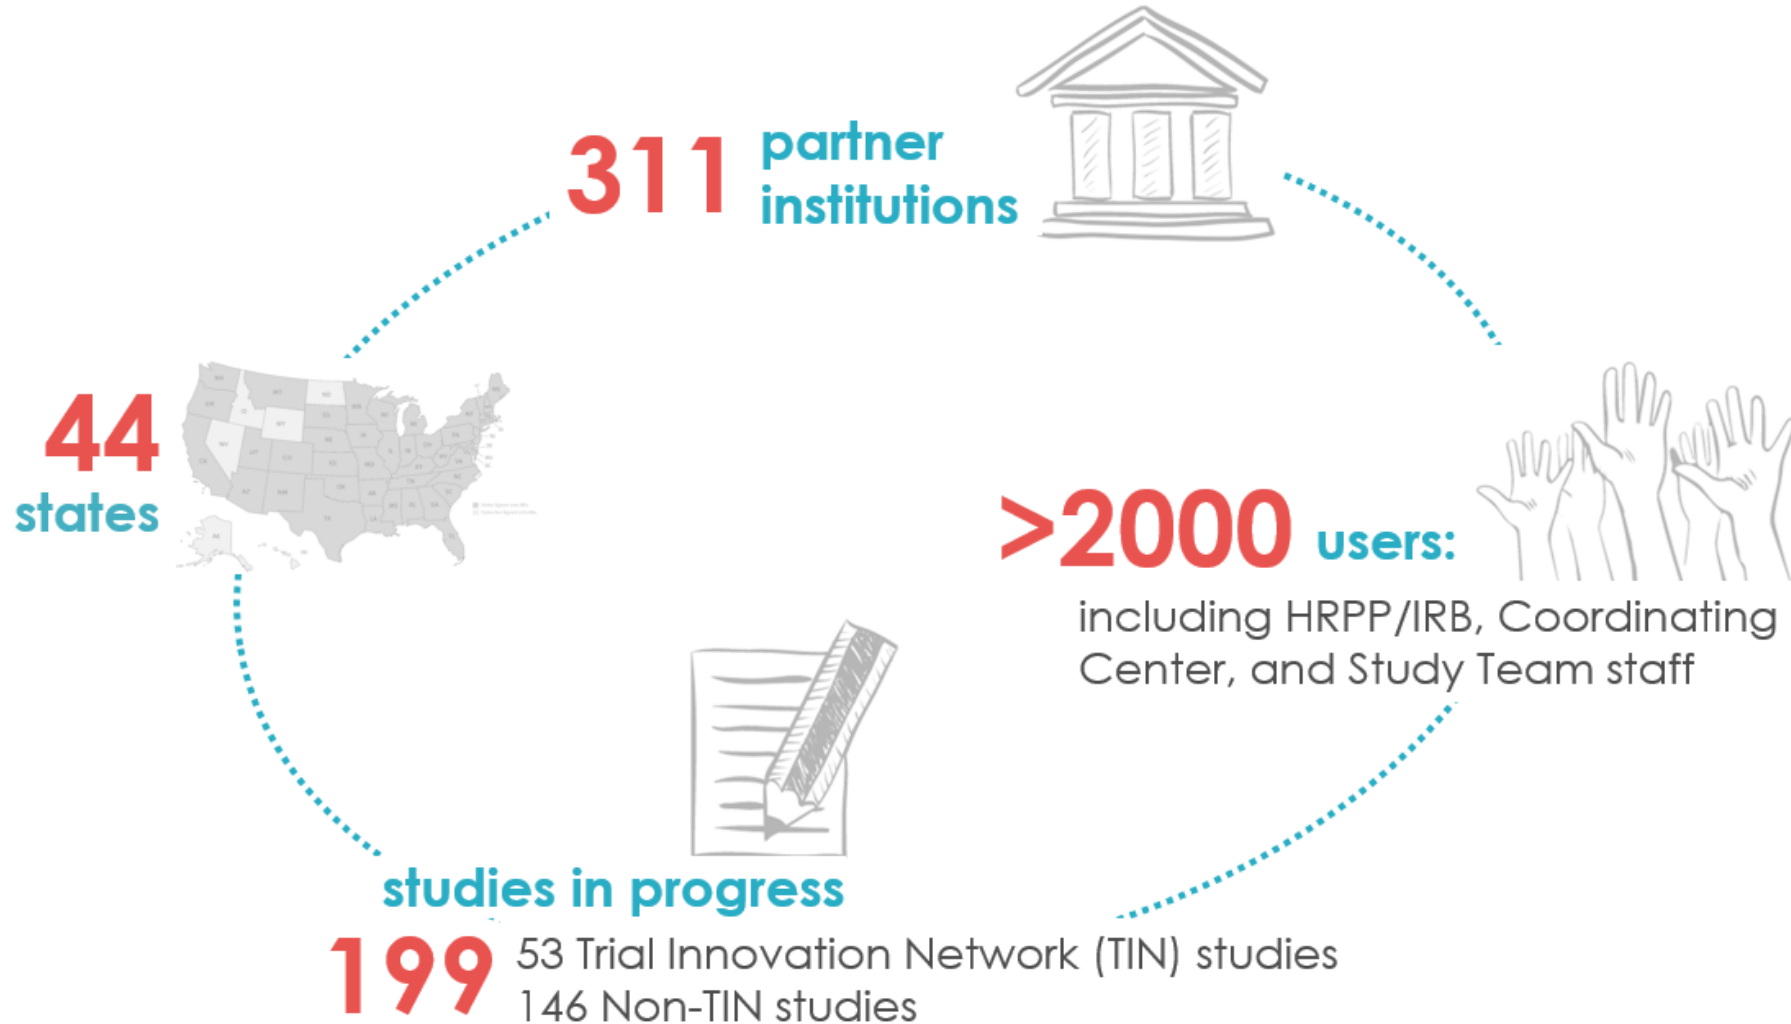 311 partner
institutions
44
states
>2000 users:
including HRPP/IRB, Coordinating
Center, and Study Team staff
studies in progress
199 53 Trial Innovation Network (TIN) studies
146 Non-TIN studies